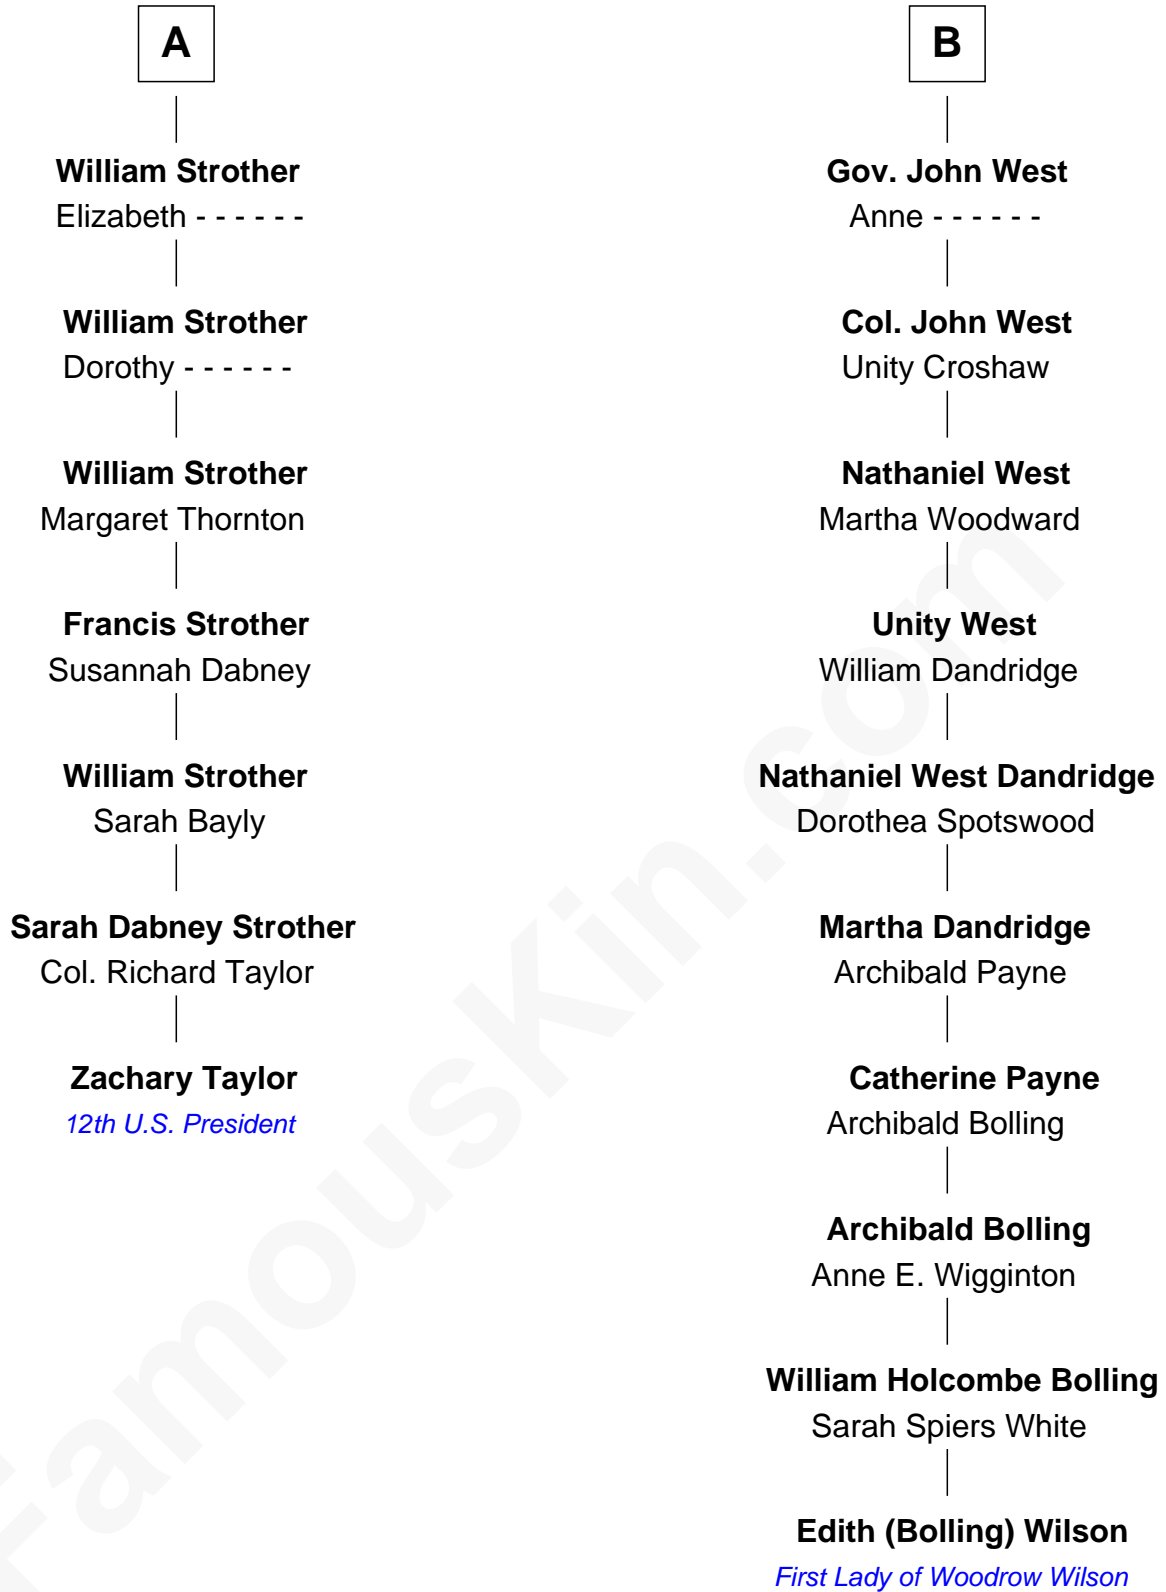 A
William Strother
Elizabeth - - - - - -
William Strother
Dorothy - - - - - -
William Strother
Margaret Thornton
Francis Strother
Susannah Dabney
William Strother
Sarah Bayly
Sarah Dabney Strother
Col. Richard Taylor
Zachary Taylor
12th U.S. President
B
Gov. John West
Anne - - - - - -
Col. John West
Unity Croshaw
Nathaniel West
Martha Woodward
Unity West
William Dandridge
Nathaniel West Dandridge
Dorothea Spotswood
Martha Dandridge
Archibald Payne
Catherine Payne
Archibald Bolling
Archibald Bolling
Anne E. Wigginton
William Holcombe Bolling
Sarah Spiers White
Edith (Bolling) Wilson
First Lady of Woodrow Wilson
FamousKin.com